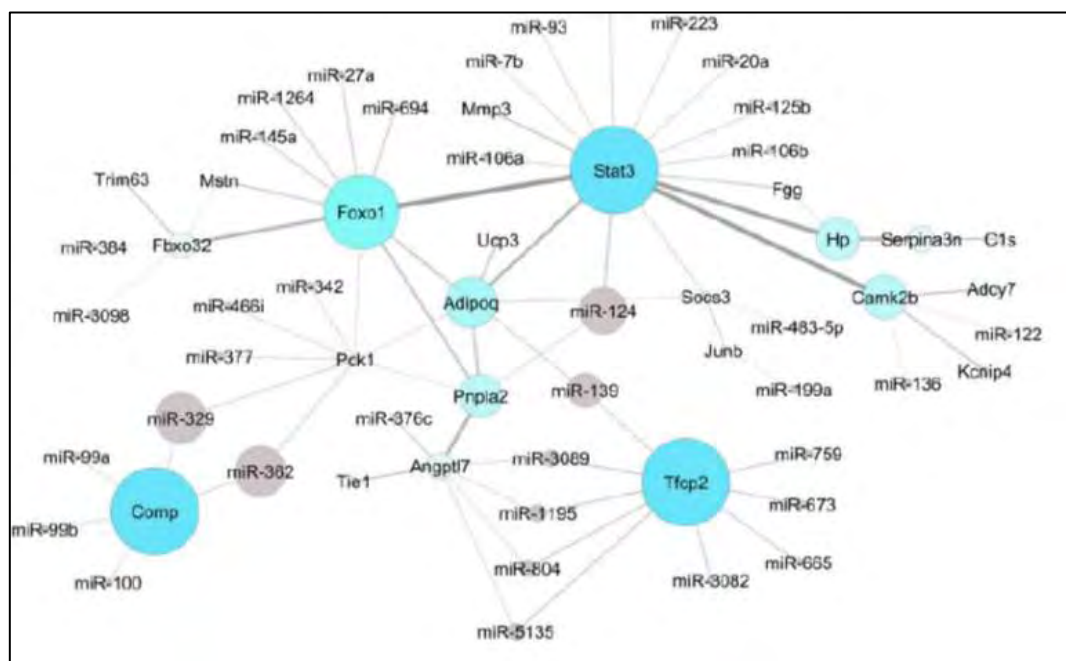 miR-93
miR-223
miR-7b
miR-20a
miR-27a
miR-1264
miR-694
Mmp3
miR-125b
miR-145a
miR-106a
miR-106b
Stat3
Trim63
Mstn
Fgg
Foxo1
miR-384
Fbxo32
Ucp3
Hp
Serpina3n
C1s
miR-342
Adipoq
Socs3
Camk2b
Adcy7
miR-466i
miR-124
miR-3098
miR-483-5p
miR-122
Junb
miR-377
Pck1
Kcnip4
miR-139
miR-199a
miR-136
Pnpla2
miR-329
miR-376c
miR-99a
miR-362
Angptl7
miR-3089
miR-759
Tie1
Tfcp2
Comp
miR-1195
miR-673
miR-99b
miR-804
miR-665
miR-100
miR-3082
miR-5135